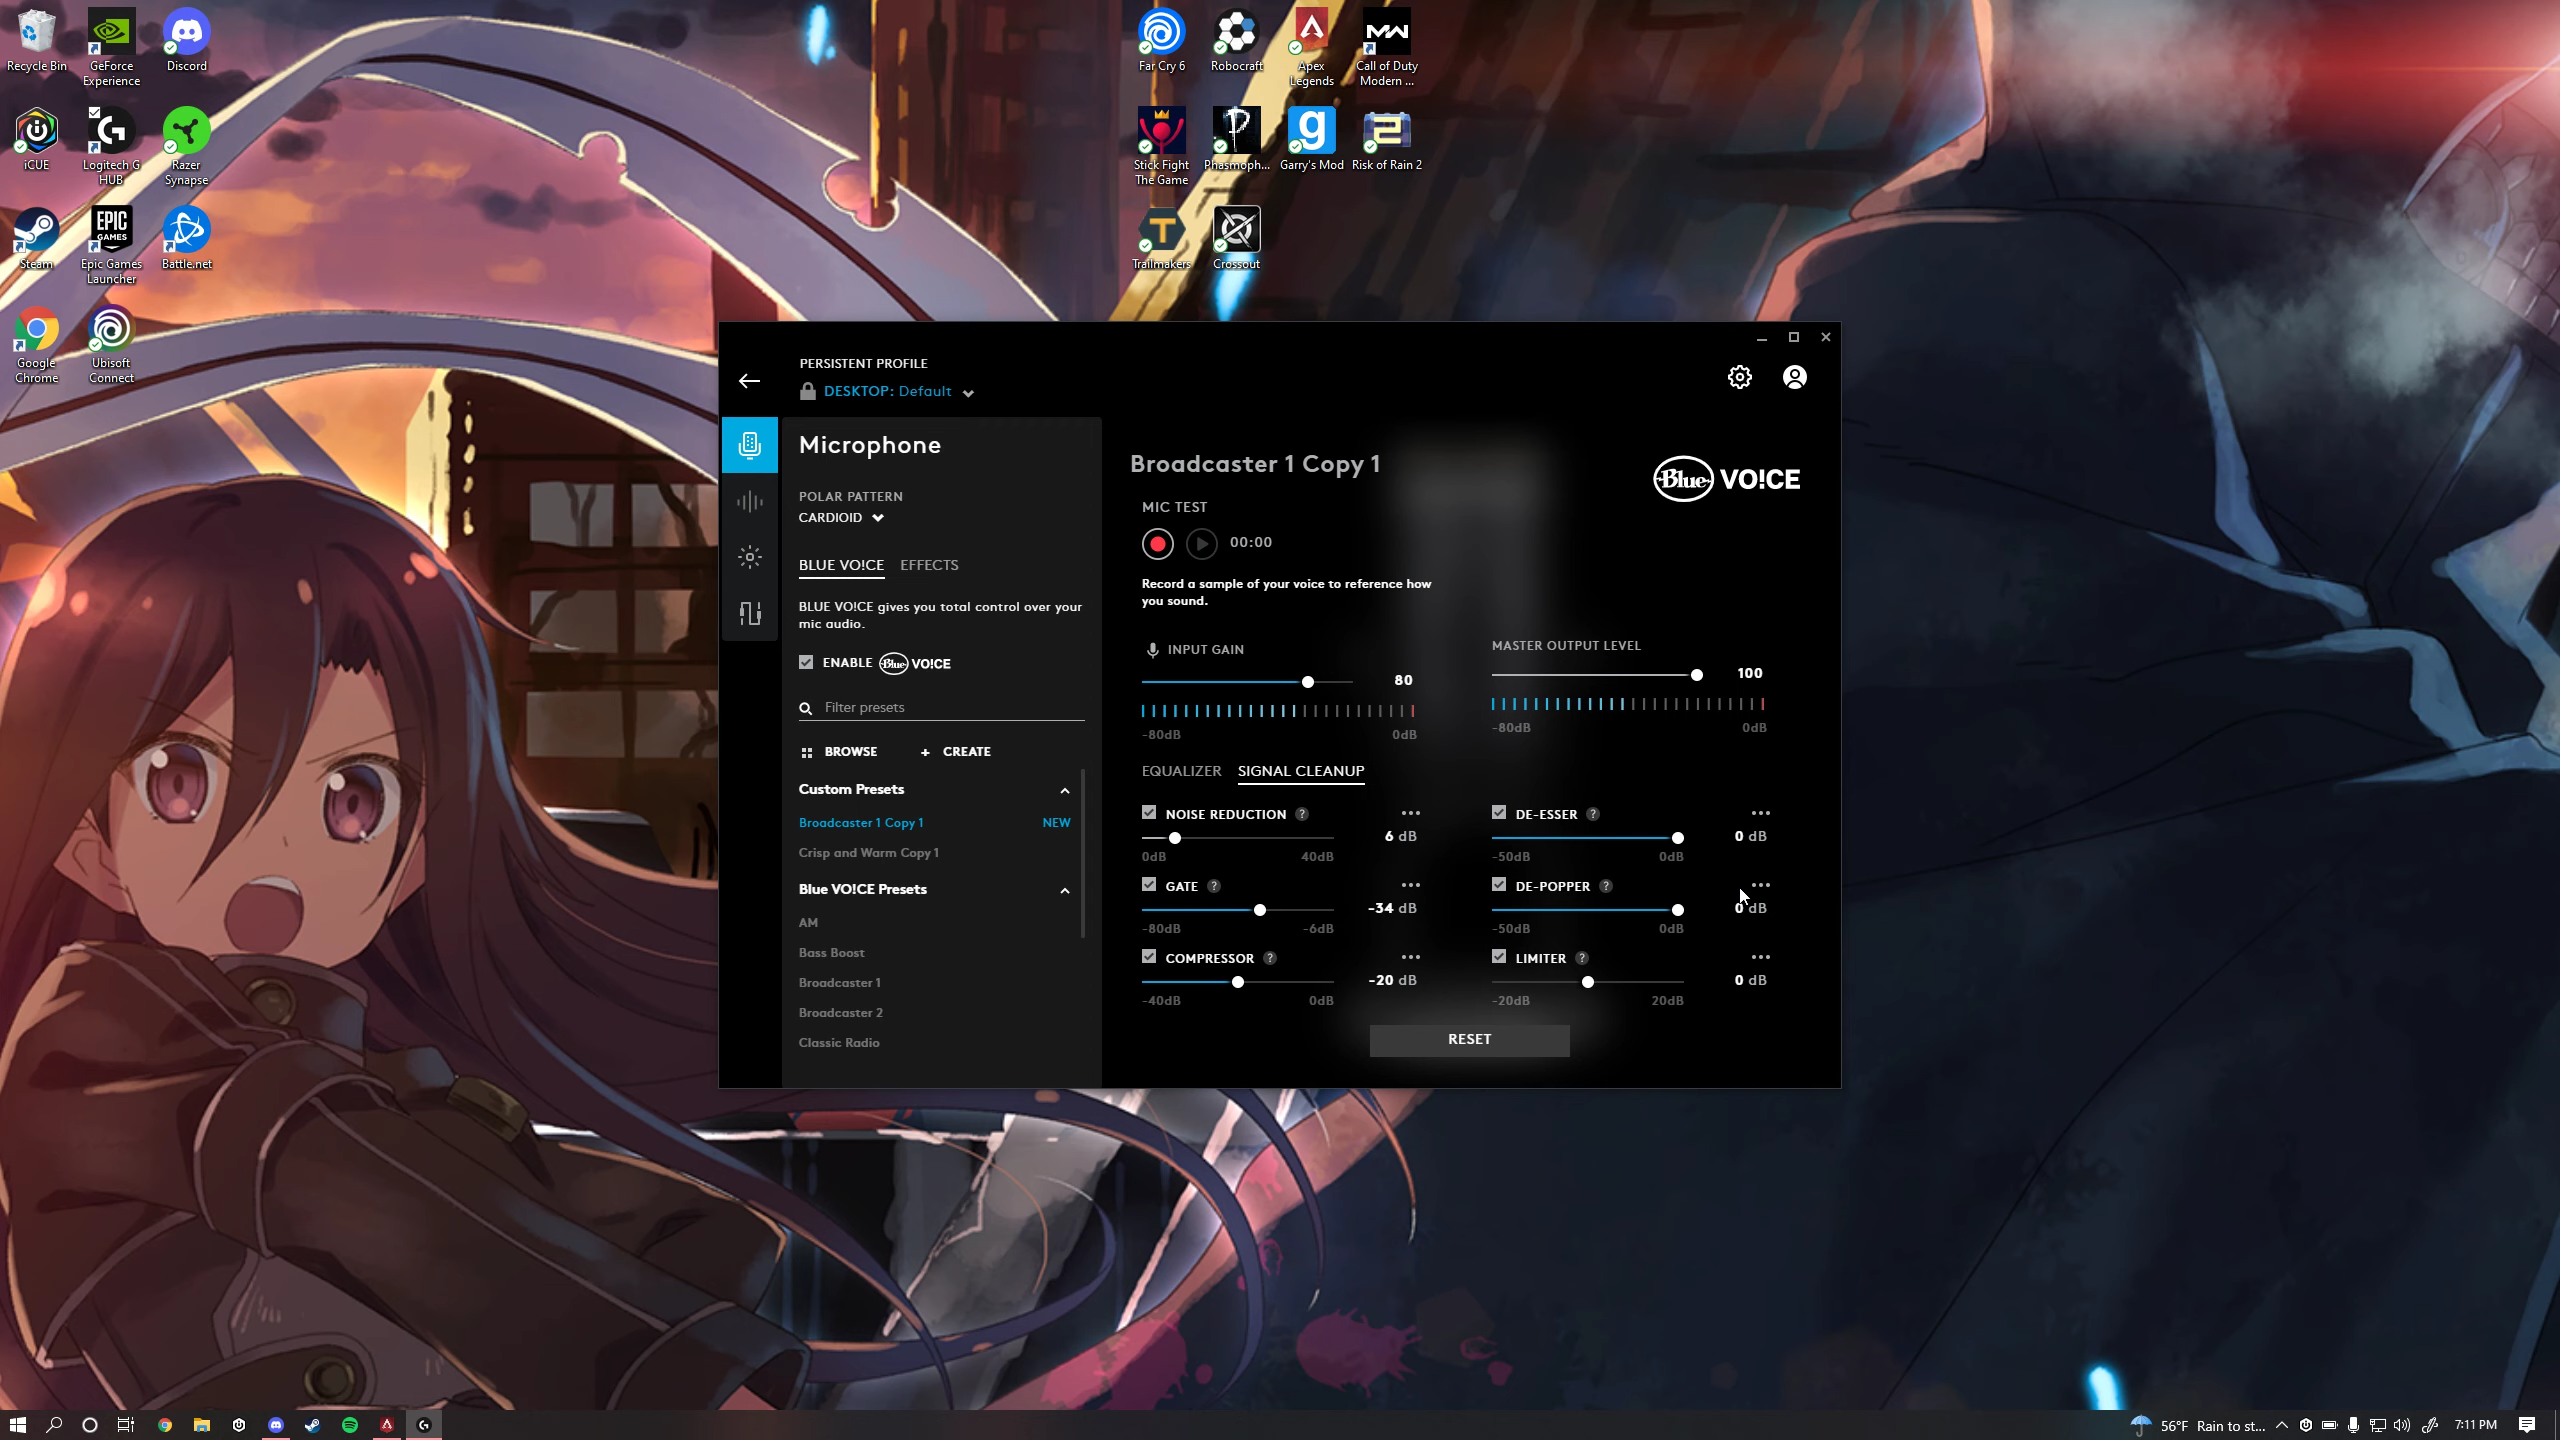 Recycle Bin
GeForce
Experience
Discord
iCUE
Logitech G
HUB
Razer
Synapse
Steam
EPIC
GAMES
Epic Games
Launcher
Battle.net
Google
Chrome
Ubisoft
Connect
Far Cry 6
Robocraft
Apex
Legends
MW
Call of Duty
Modern ...
Stick Fight
The Game
Phasmoph...
Garry's Mod
Risk of Rain 2
Trailmakers
Crossout
PERSISTENT PROFILE
DESKTOP: Default
Microphone
POLAR PATTERN
CARDIOID
BLUE VO!CE EFFECTS
BLUE VO!CE gives you total control over your
mic audio.
ENABLE Blue VO!CE
Filter presets
BROWSE + CREATE
Custom Presets
Broadcaster 1 Copy 1 NEW
Crisp and Warm Copy 1
Blue VO!CE Presets
AM
Bass Boost
Broadcaster 1
Broadcaster 2
Classic Radio
Broadcaster 1 Copy 1
Blue VO!CE
MIC TEST
00:00
Record a sample of your voice to reference how
you sound.
INPUT GAIN
80
-80dB 0dB
MASTER OUTPUT LEVEL
100
-80dB 0dB
EQUALIZER SIGNAL CLEANUP
NOISE REDUCTION ?
6 dB
0dB 40dB
DE-ESSER ?
0 dB
-50dB 0dB
GATE ?
-34 dB
-80dB -6dB
DE-POPPER ?
0 dB
-50dB 0dB
COMPRESSOR ?
-20 dB
-40dB 0dB
LIMITER ?
0 dB
-20dB 20dB
RESET
56°F Rain to st...
7:11 PM